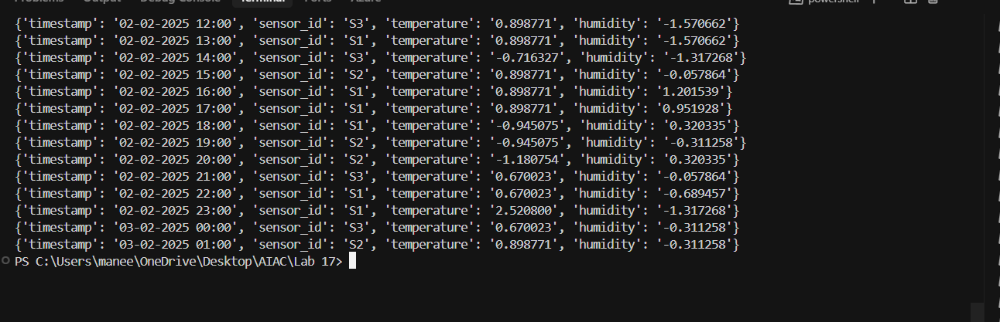 Problems Output Debug Console Terminal Ports Azure powershell
{'timestamp': '02-02-2025 12:00', 'sensor_id': 'S3', 'temperature': '0.898771', 'humidity': '-1.570662'}
{'timestamp': '02-02-2025 13:00', 'sensor_id': 'S1', 'temperature': '0.898771', 'humidity': '-1.570662'}
{'timestamp': '02-02-2025 14:00', 'sensor_id': 'S3', 'temperature': '-0.716327', 'humidity': '-1.317268'}
{'timestamp': '02-02-2025 15:00', 'sensor_id': 'S2', 'temperature': '0.898771', 'humidity': '-0.057864'}
{'timestamp': '02-02-2025 16:00', 'sensor_id': 'S1', 'temperature': '0.898771', 'humidity': '1.201539'}
{'timestamp': '02-02-2025 17:00', 'sensor_id': 'S1', 'temperature': '0.898771', 'humidity': '0.951928'}
{'timestamp': '02-02-2025 18:00', 'sensor_id': 'S1', 'temperature': '-0.945075', 'humidity': '0.320335'}
{'timestamp': '02-02-2025 19:00', 'sensor_id': 'S2', 'temperature': '-0.945075', 'humidity': '-0.311258'}
{'timestamp': '02-02-2025 20:00', 'sensor_id': 'S2', 'temperature': '-1.180754', 'humidity': '0.320335'}
{'timestamp': '02-02-2025 21:00', 'sensor_id': 'S3', 'temperature': '0.670023', 'humidity': '-0.057864'}
{'timestamp': '02-02-2025 22:00', 'sensor_id': 'S1', 'temperature': '0.670023', 'humidity': '-0.689457'}
{'timestamp': '02-02-2025 23:00', 'sensor_id': 'S1', 'temperature': '2.520800', 'humidity': '-1.317268'}
{'timestamp': '03-02-2025 00:00', 'sensor_id': 'S3', 'temperature': '0.670023', 'humidity': '-0.311258'}
{'timestamp': '03-02-2025 01:00', 'sensor_id': 'S2', 'temperature': '0.898771', 'humidity': '-0.311258'}
PS C:\Users\manee\OneDrive\Desktop\AIAC\Lab 17>